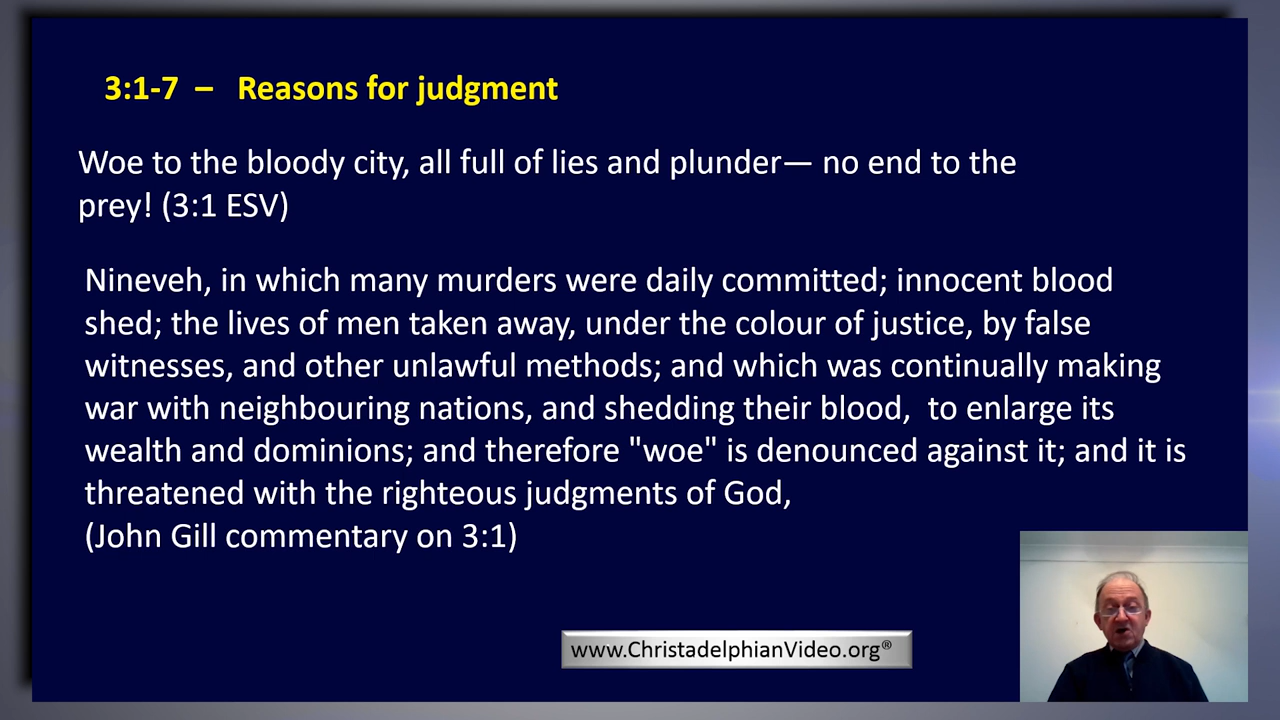 3:1-7 – Reasons for judgment
Woe to the bloody city, all full of lies and plunder— no end to the
prey! (3:1 ESV)
Nineveh, in which many murders were daily committed; innocent blood
shed; the lives of men taken away, under the colour of justice, by false
witnesses, and other unlawful methods; and which was continually making
war with neighbouring nations, and shedding their blood, to enlarge its
wealth and dominions; and therefore "woe" is denounced against it; and it is
threatened with the righteous judgments of God,
(John Gill commentary on 3:1)
www.ChristadelphianVideo.org®